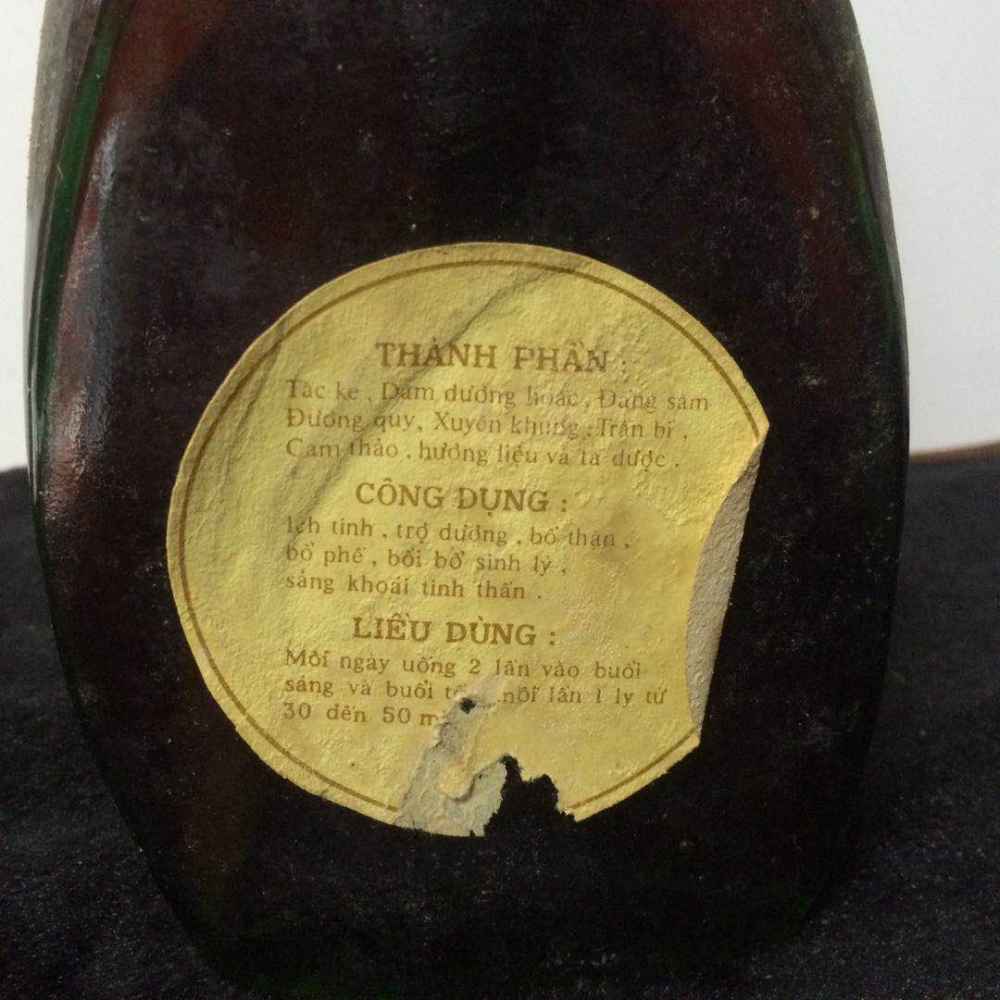 THÀNH PHẦN :
Tắc kè, Dâm dương hoắc, Đảng sâm
Đương quy, Xuyên khung, Trần bì,
Cam thảo, hương liệu và tá dược.
CÔNG DỤNG :
Ích tinh, trợ dương, bổ thận,
bổ phế, bồi bổ sinh lý,
sảng khoái tinh thần.
LIỀU DÙNG :
Mỗi ngày uống 2 lần vào buổi
sáng và buổi lần 1 ly từ
30 đến 50